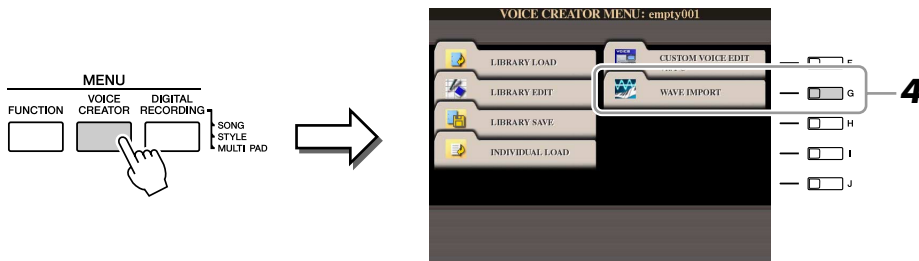 MENU
FUNCTION
VOICE CREATOR
DIGITAL RECORDING
SONG
STYLE
MULTI PAD
VOICE CREATOR MENU: empty001
LIBRARY LOAD
LIBRARY EDIT
LIBRARY SAVE
INDIVIDUAL LOAD
CUSTOM VOICE EDIT
WAVE IMPORT
G
H
I
J
4